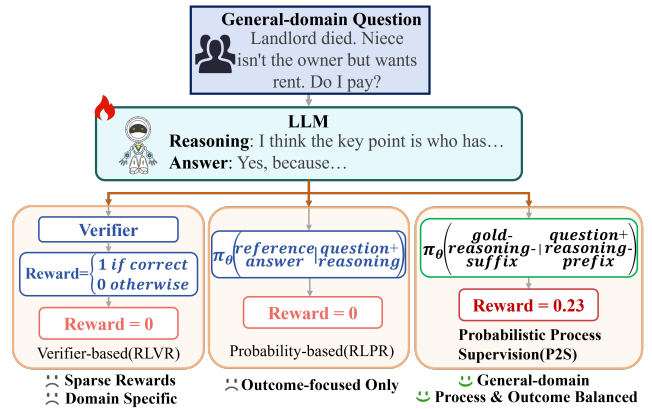 General-domain Question
Landlord died. Niece
isn't the owner but wants
rent. Do I pay?
LLM
Reasoning: I think the key point is who has…
Answer: Yes, because…
Verifier
Reward={1 if correct
0 otherwise
Reward = 0
Verifier-based(RLVR)
Sparse Rewards
Domain Specific
πθ(reference answer | question+ reasoning)
Reward = 0
Probability-based(RLPR)
Outcome-focused Only
πθ(gold-reasoning-suffix | question+ reasoning-prefix)
Reward = 0.23
Probabilistic Process
Supervision(P2S)
General-domain
Process & Outcome Balanced